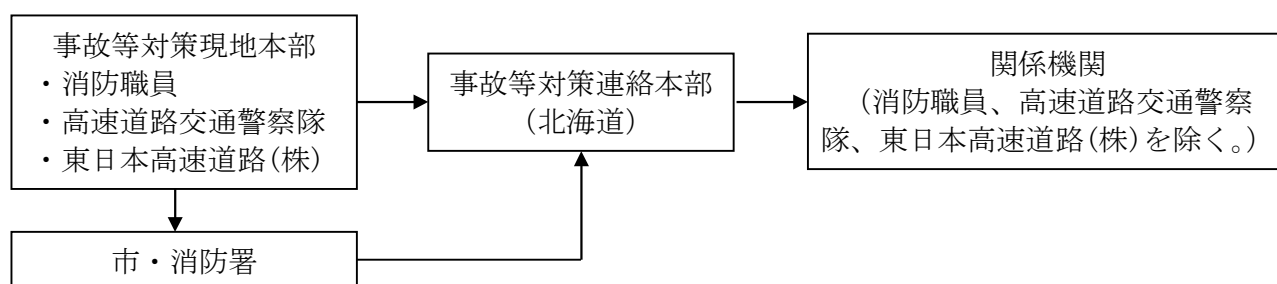 事故等対策現地本部
・消防職員
・高速道路交通警察隊
・東日本高速道路(株)
事故等対策連絡本部
（北海道）
関係機関
（消防職員、高速道路交通警察
隊、東日本高速道路(株)を除く。）
市・消防署